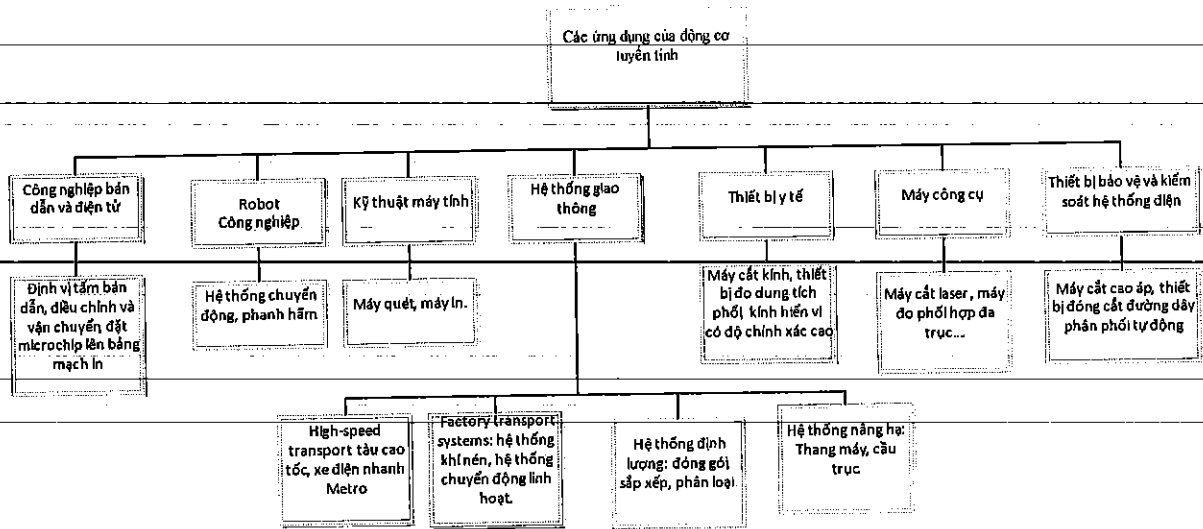 Các ứng dụng của động cơ
tuyến tính
Công nghiệp bán
dẫn và điện tử
Robot
Công nghiệp
Kỹ thuật máy tính
Hệ thống giao
thông
Thiết bị y tế
Máy công cụ
Thiết bị bảo vệ và kiểm
soát hệ thống điện
Định vị tấm bán
dẫn, điều chỉnh và
vận chuyển, đặt
microchip lên bảng
mạch in
Hệ thống chuyển
động, phanh hãm
Máy quét, máy in.
Máy cắt kính, thiết
bị đo dung tích
phổi, kính hiển vi
có độ chính xác cao
Máy cắt laser, máy
đo phối hợp đa
trục...
Máy cắt cao áp, thiết
bị đóng cắt đường dây
phân phối tự động
High-speed
transport tàu cao
tốc, xe điện nhanh
Metro
Factory transport
systems: hệ thống
khí nén, hệ thống
chuyển động linh
hoạt.
Hệ thống định
lượng: đóng gói,
sắp xếp, phân loại.
Hệ thống nâng hạ:
Thang máy, cầu
trục.